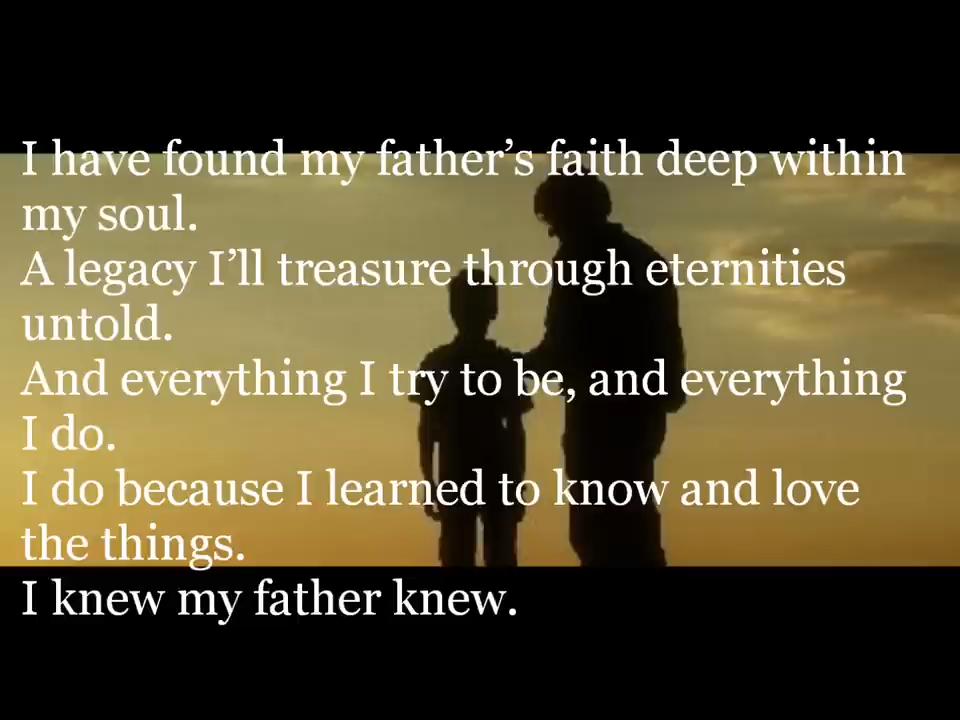 I have found my father’s faith deep within
my soul.
A legacy I’ll treasure through eternities
untold.
And everything I try to be, and everything
I do.
I do because I learned to know and love
the things.
I knew my father knew.